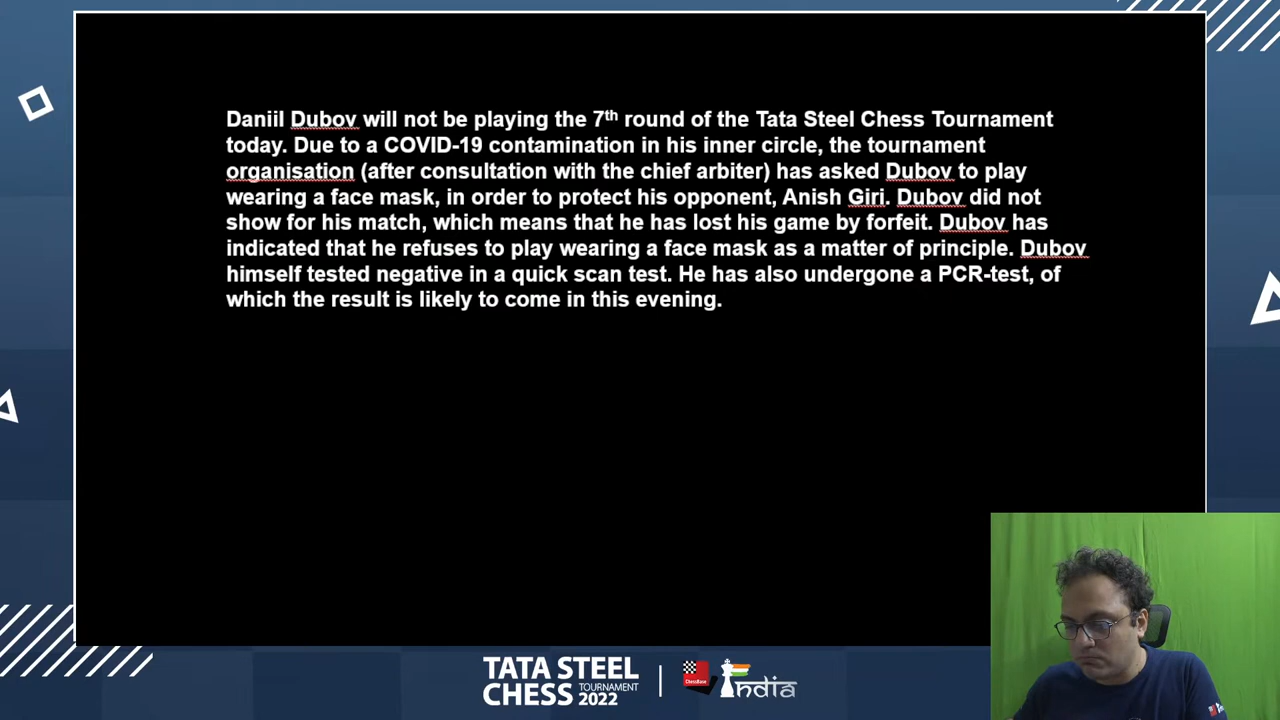 Daniil Dubov will not be playing the 7th round of the Tata Steel Chess Tournament
today. Due to a COVID-19 contamination in his inner circle, the tournament
organisation (after consultation with the chief arbiter) has asked Dubov to play
wearing a face mask, in order to protect his opponent, Anish Giri. Dubov did not
show for his match, which means that he has lost his game by forfeit. Dubov has
indicated that he refuses to play wearing a face mask as a matter of principle. Dubov
himself tested negative in a quick scan test. He has also undergone a PCR-test, of
which the result is likely to come in this evening.
TATA STEEL
CHESS TOURNAMENT 2022
ChessBase India